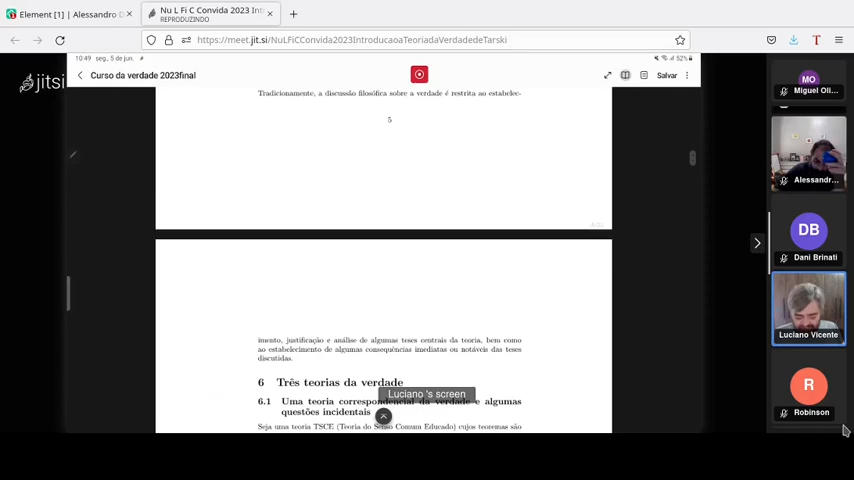 Element [1] | Alessandro D
Nu L Fi C Convida 2023 Int
REPRODUZINDO
https://meet.jit.si/NuLFiCConvida2023IntroducaoaTeoriadaVerdadedeTarski
10:49 seg., 5 de jun.
52%
jitsi
Curso da verdade 2023final
Salvar
Tradicionamente, a discussão filosófica sobre a verdade é restrita ao estabelec-
5
imento, justificação e análise de algumas teses centrais da teoria, bem como
ao estabelecimento de algumas consequências imediatas ou notáveis das teses
discutidas.
6 Três teorias da verdade
6.1 Uma teoria correspondencial da verdade e algumas
questões incidentais
Luciano 's screen
Seja uma teoria TSCE (Teoria do Senso Comum Educado) cujos teoremas são
MO
Miguel Oli...
Alessandr...
DB
Dani Brinati
Luciano Vicente
R
Robinson